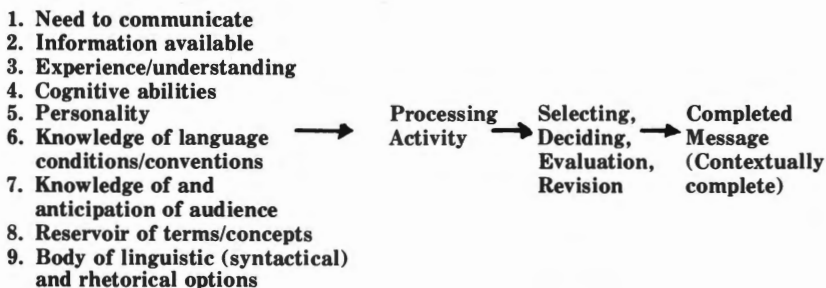 1. Need to communicate
2. Information available
3. Experience/understanding
4. Cognitive abilities
5. Personality
6. Knowledge of language
conditions/conventions
7. Knowledge of and
anticipation of audience
8. Reservoir of terms/concepts
9. Body of linguistic (syntactical)
and rhetorical options
Processing
Activity
Selecting,
Deciding,
Evaluation,
Revision
Completed
Message
(Contextually
complete)